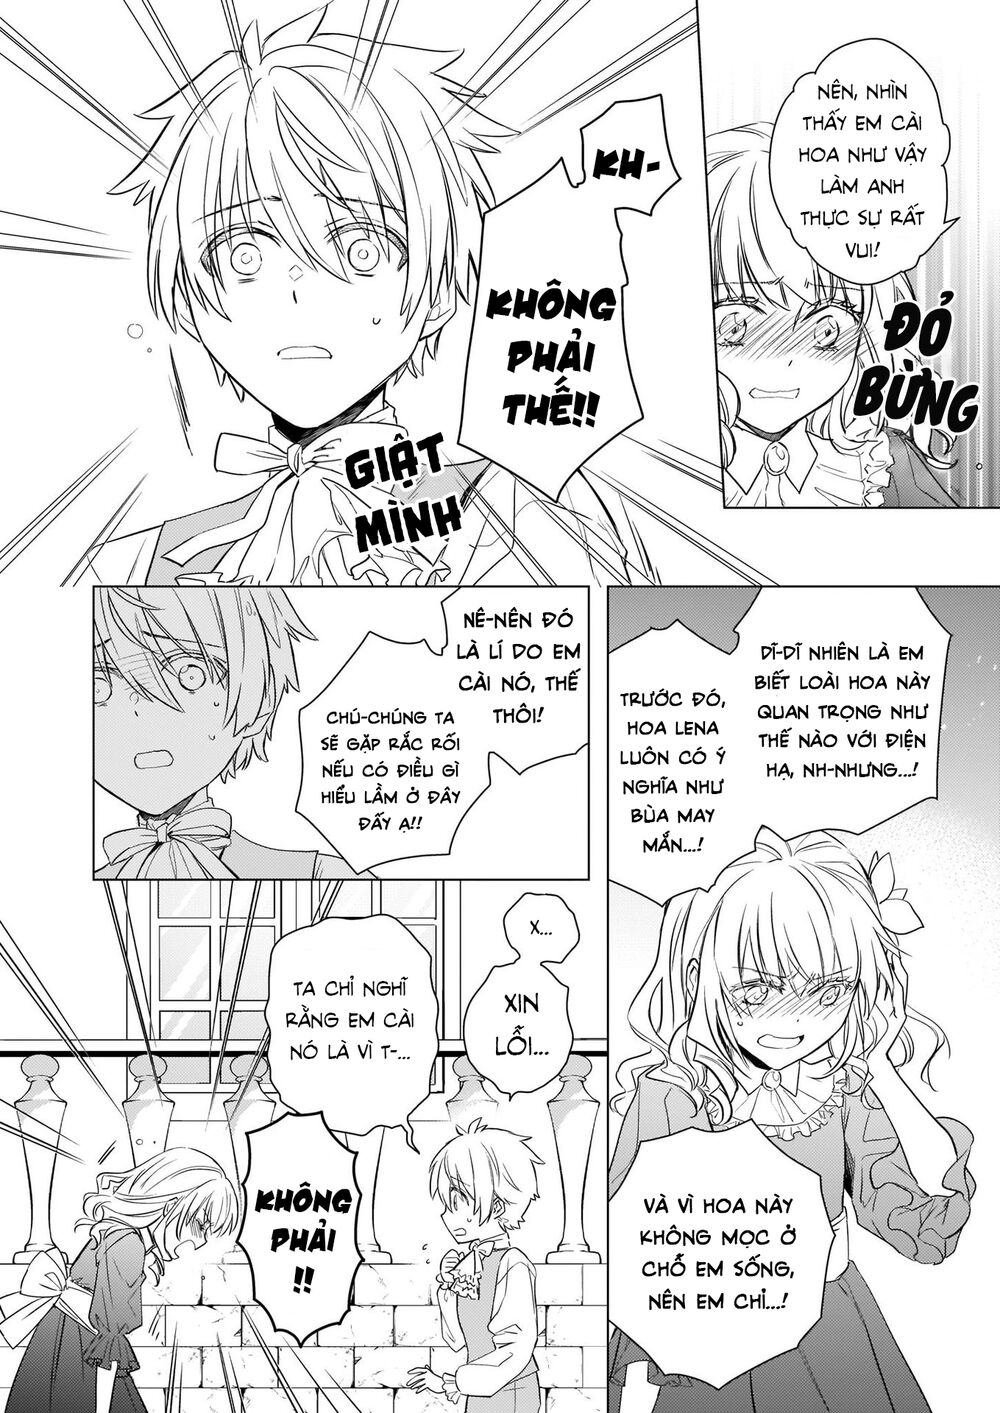 NÊN, NHÌN
THẤY EM CÀI
HOA NHƯ VẬY
LÀM ANH
THỰC SỰ RẤT
VUI!
ĐỎ
BỪNG
KH-
KHÔNG
PHẢI
THẾ!!
GIẬT
MÌNH
DĨ-DĨ NHIÊN LÀ EM
BIẾT LOÀI HOA NÀY
QUAN TRỌNG NHƯ
THẾ NÀO VỚI ĐIỆN
HẠ, NH-NHƯNG...!
TRƯỚC ĐÓ,
HOA LENA
LUÔN CÓ Ý
NGHĨA NHƯ
BÙA MAY
MẮN...!
VÀ VÌ HOA NÀY
KHÔNG MỌC Ở
CHỖ EM SỐNG,
NÊN EM CHỈ...!
NÊ-NÊN ĐÓ
LÀ LÍ DO EM
CÀI NÓ, THẾ
THÔI!
CHÚ-CHÚNG TA
SẼ GẶP RẮC RỐI
NẾU CÓ ĐIỀU GÌ
HIỂU LẦM Ở ĐÂY
ĐẤY Ạ!!
X...
XIN
LỖI...
TA CHỈ NGHĨ
RẰNG EM CÀI
NÓ LÀ VÌ T-...
KHÔNG
PHẢI
!!